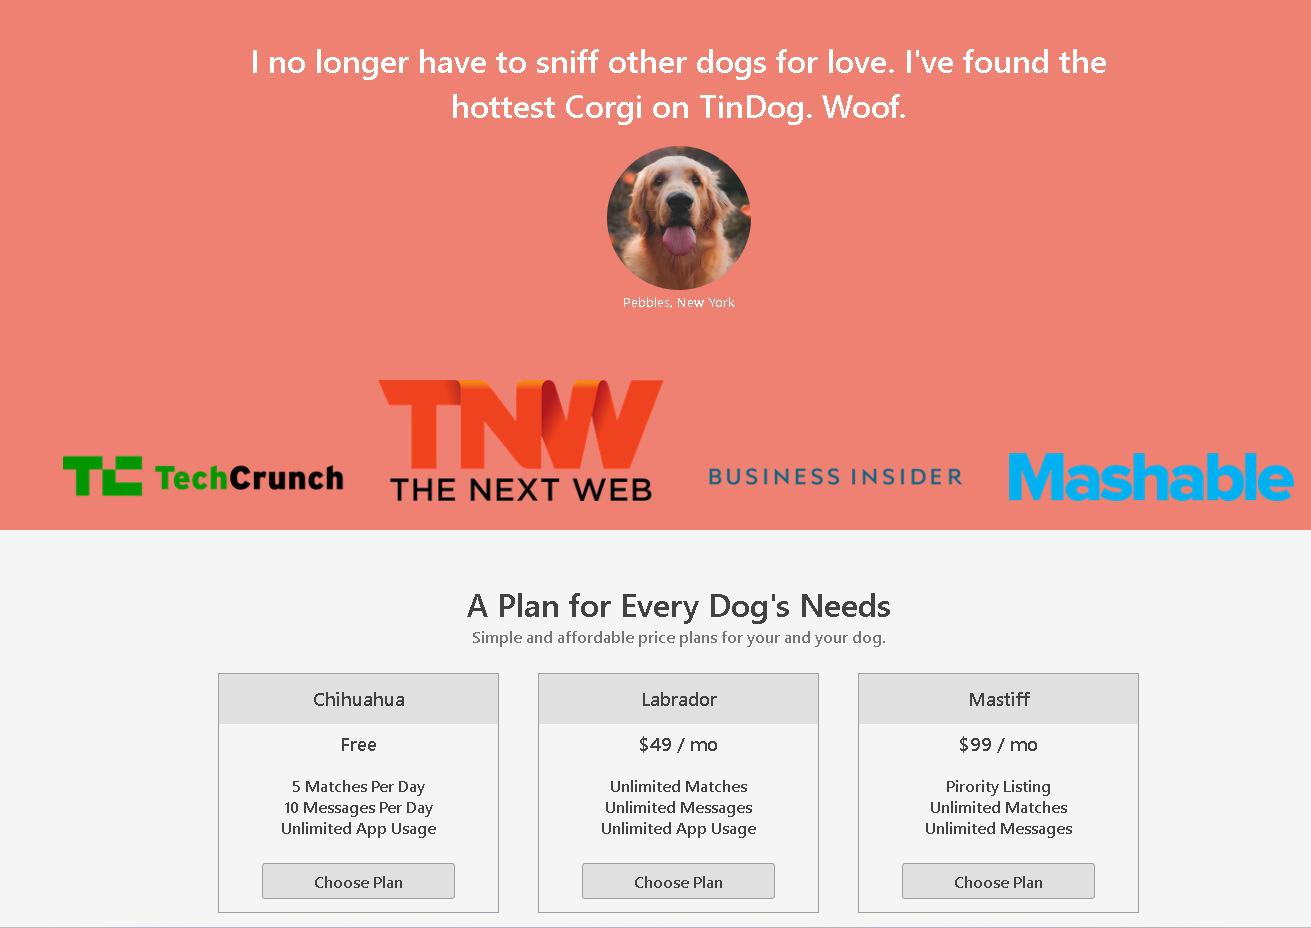 I no longer have to sniff other dogs for love. I've found the
hottest Corgi on TinDog. Woof.
Pebbles, New York
TC TechCrunch
TNW
THE NEXT WEB
BUSINESS INSIDER
Mashable
A Plan for Every Dog's Needs
Simple and affordable price plans for your and your dog.
Chihuahua
Free
5 Matches Per Day
10 Messages Per Day
Unlimited App Usage
Choose Plan
Labrador
$49 / mo
Unlimited Matches
Unlimited Messages
Unlimited App Usage
Choose Plan
Mastiff
$99 / mo
Pirority Listing
Unlimited Matches
Unlimited Messages
Choose Plan